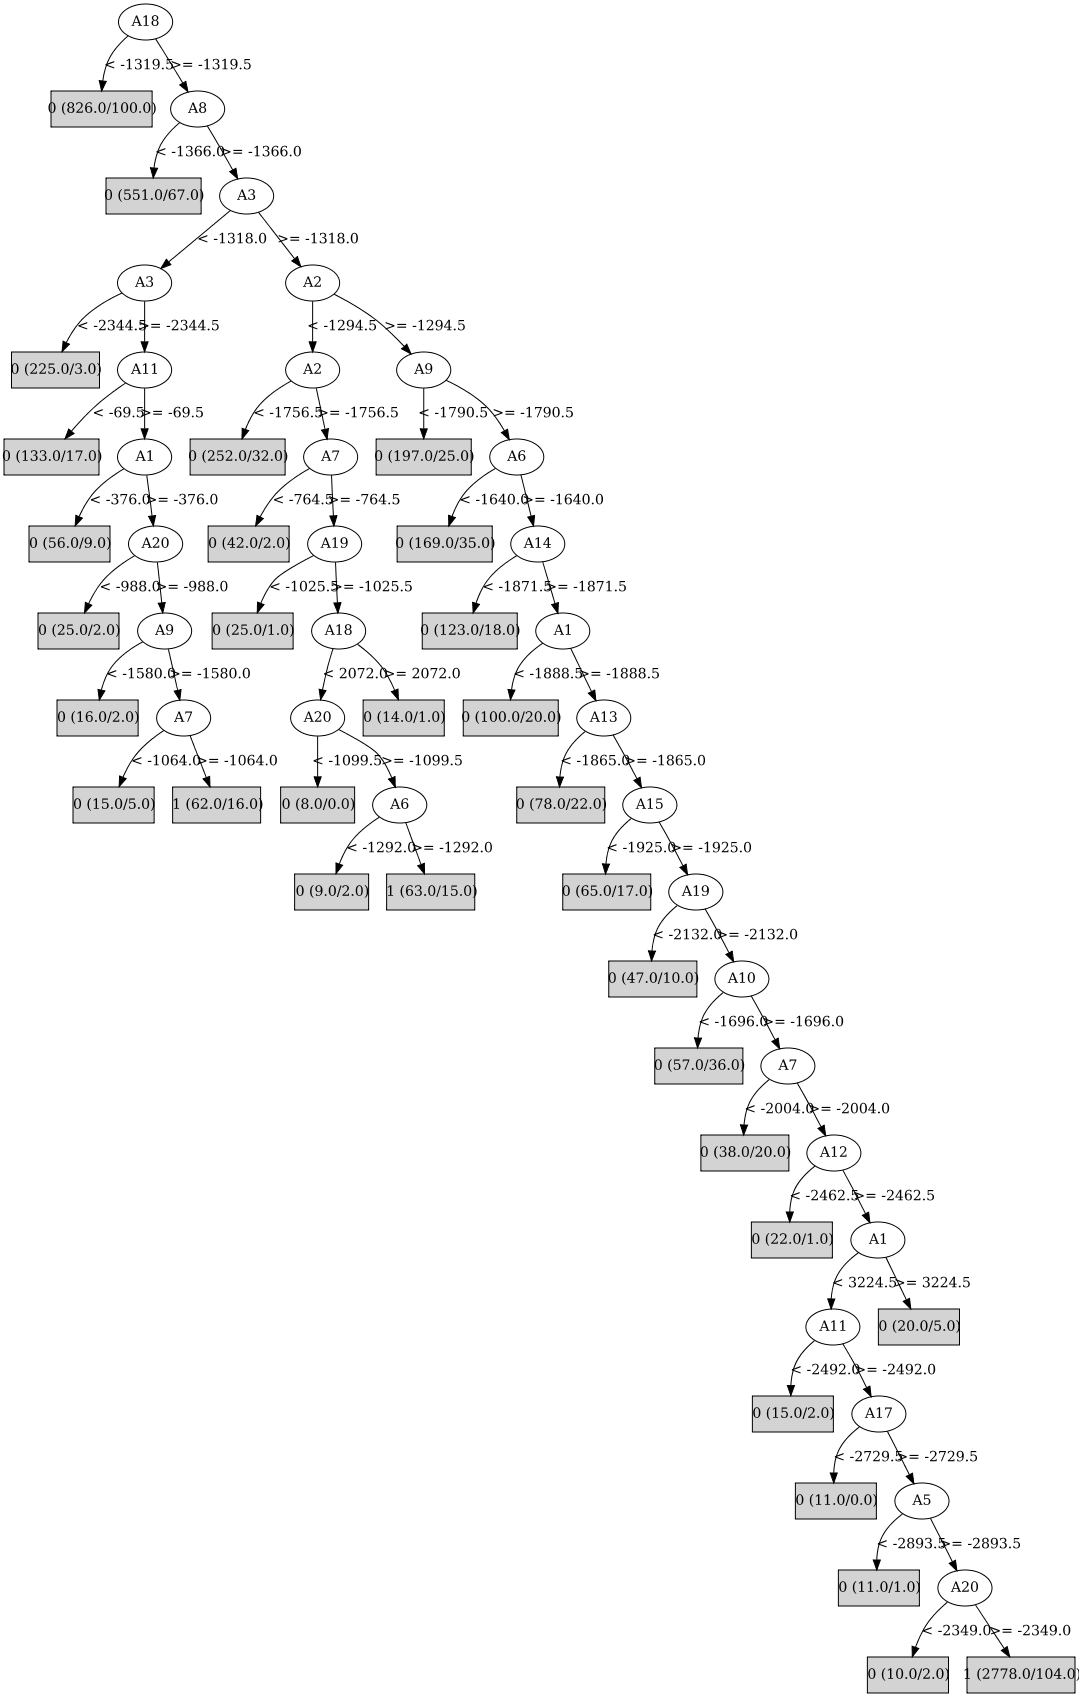 A18
< -1319.5 >= -1319.5
0 (826.0/100.0) A8
< -1366.0 >= -1366.0
0 (551.0/67.0) A3
< -1318.0 >= -1318.0
A3 A2
< -2344.5 >= -2344.5 < -1294.5 >= -1294.5
0 (225.0/3.0) A11 A2 A9
< -69.5 >= -69.5 < -1756.5 >= -1756.5 < -1790.5 >= -1790.5
0 (133.0/17.0) A1 0 (252.0/32.0) A7 0 (197.0/25.0) A6
< -376.0 >= -376.0 < -764.5 >= -764.5 < -1640.0 >= -1640.0
0 (56.0/9.0) A20 0 (42.0/2.0) A19 0 (169.0/35.0) A14
< -988.0 >= -988.0 < -1025.5 >= -1025.5 < -1871.5 >= -1871.5
0 (25.0/2.0) A9 0 (25.0/1.0) A18 0 (123.0/18.0) A1
< -1580.0 >= -1580.0 < 2072.0 >= 2072.0 < -1888.5 >= -1888.5
0 (16.0/2.0) A7 A20 0 (14.0/1.0) 0 (100.0/20.0) A13
< -1064.0 >= -1064.0 < -1099.5 >= -1099.5 < -1865.0 >= -1865.0
0 (15.0/5.0) 1 (62.0/16.0) 0 (8.0/0.0) A6 0 (78.0/22.0) A15
< -1292.0 >= -1292.0 < -1925.0 >= -1925.0
0 (9.0/2.0) 1 (63.0/15.0) 0 (65.0/17.0) A19
< -2132.0 >= -2132.0
0 (47.0/10.0) A10
< -1696.0 >= -1696.0
0 (57.0/36.0) A7
< -2004.0 >= -2004.0
0 (38.0/20.0) A12
< -2462.5 >= -2462.5
0 (22.0/1.0) A1
< 3224.5 >= 3224.5
A11 0 (20.0/5.0)
< -2492.0 >= -2492.0
0 (15.0/2.0) A17
< -2729.5 >= -2729.5
0 (11.0/0.0) A5
< -2893.5 >= -2893.5
0 (11.0/1.0) A20
< -2349.0 >= -2349.0
0 (10.0/2.0) 1 (2778.0/104.0)